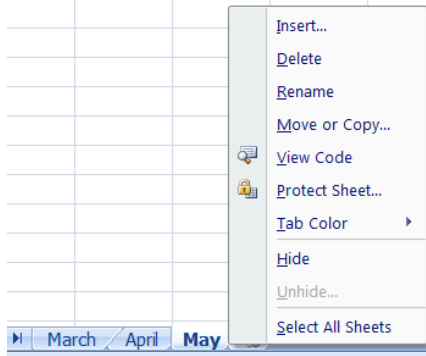 Insert...
Delete
Rename
Move or Copy...
View Code
Protect Sheet...
Tab Color
Hide
Unhide...
Select All Sheets
March April May